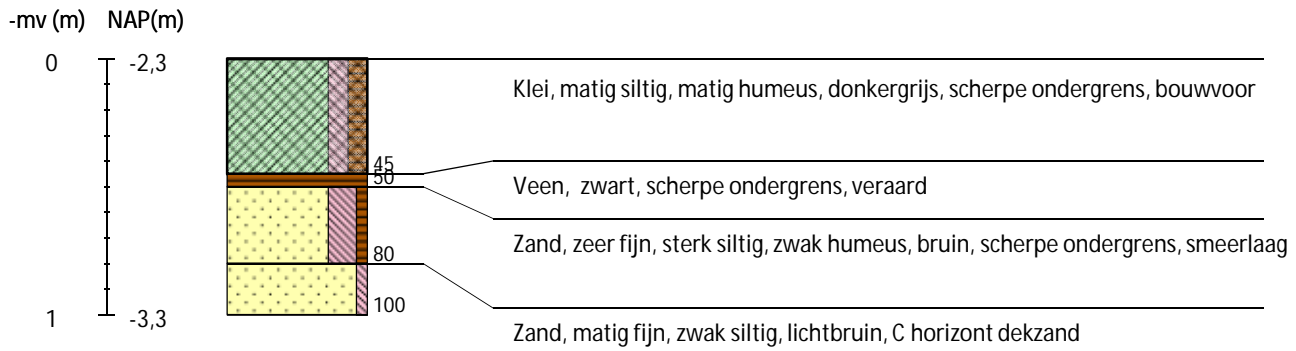 -mv (m) NAP(m)
0 -2,3
Klei, matig siltig, matig humeus, donkergrijs, scherpe ondergrens, bouwvoor
45
50
Veen, zwart, scherpe ondergrens, veraard
Zand, zeer fijn, sterk siltig, zwak humeus, bruin, scherpe ondergrens, smeerlaag
80
100
1 -3,3
Zand, matig fijn, zwak siltig, lichtbruin, C horizont dekzand